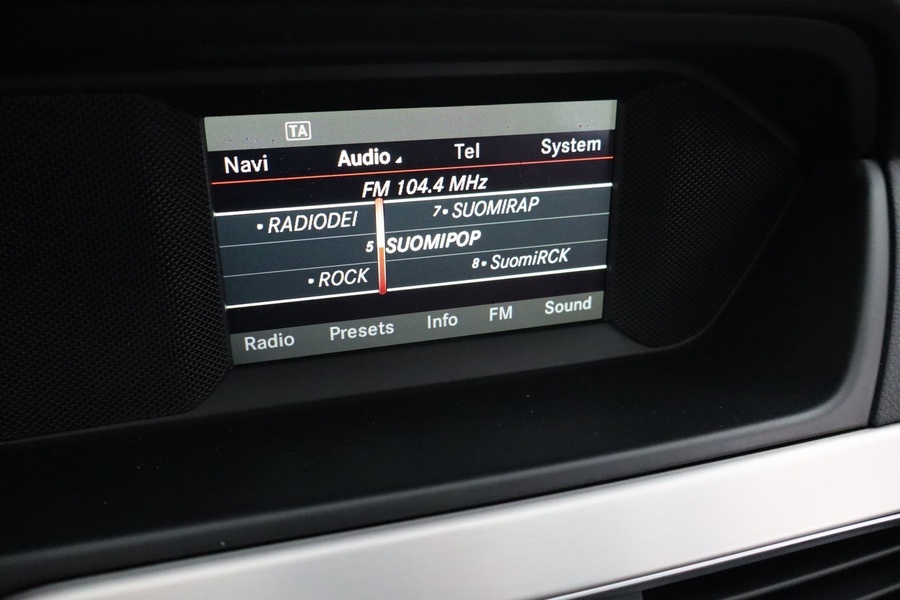 TA
Navi Audio Tel System
FM 104.4 MHz
•RADIODEI 7•SUOMIRAP
5 SUOMIPOP
•ROCK 8•SuomiRCK
Radio Presets Info FM Sound